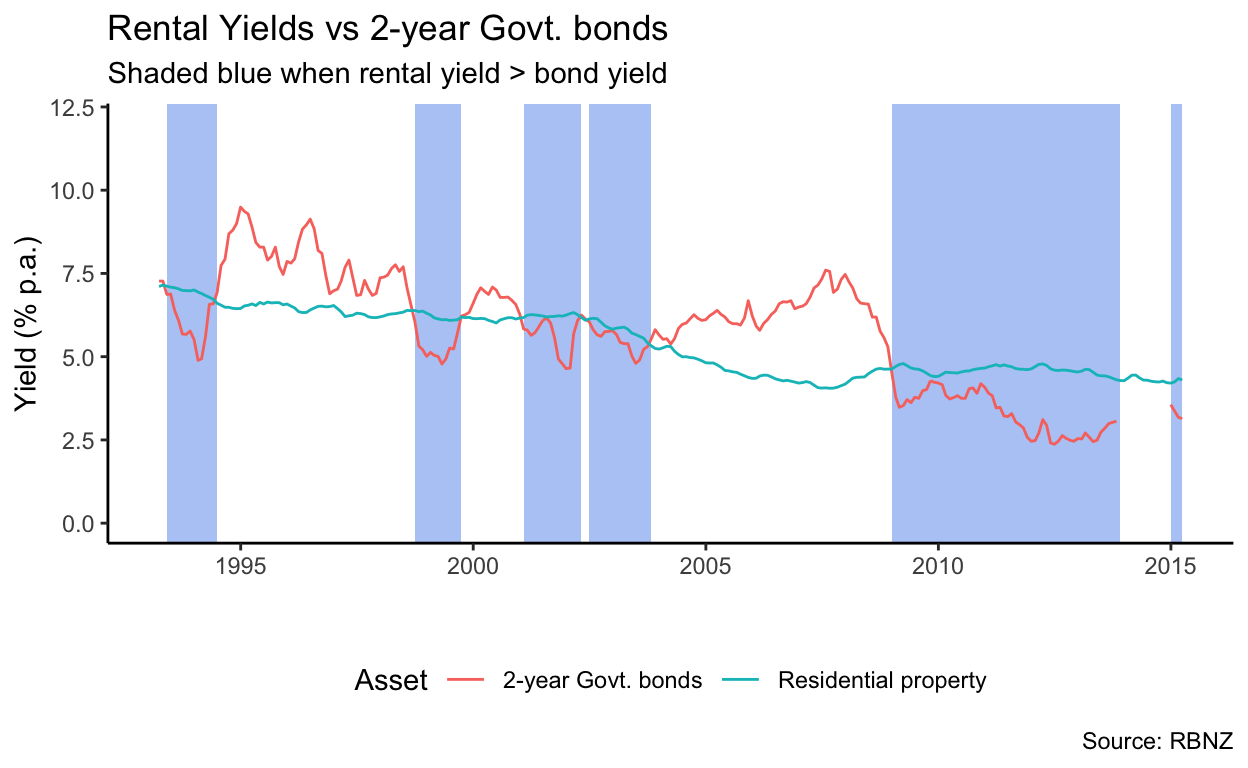 Rental Yields vs 2-year Govt. bonds
Shaded blue when rental yield > bond yield
Yield (% p.a.)
12.5
10.0
7.5
5.0
2.5
0.0
1995 2000 2005 2010 2015
Asset 2-year Govt. bonds Residential property
Source: RBNZ